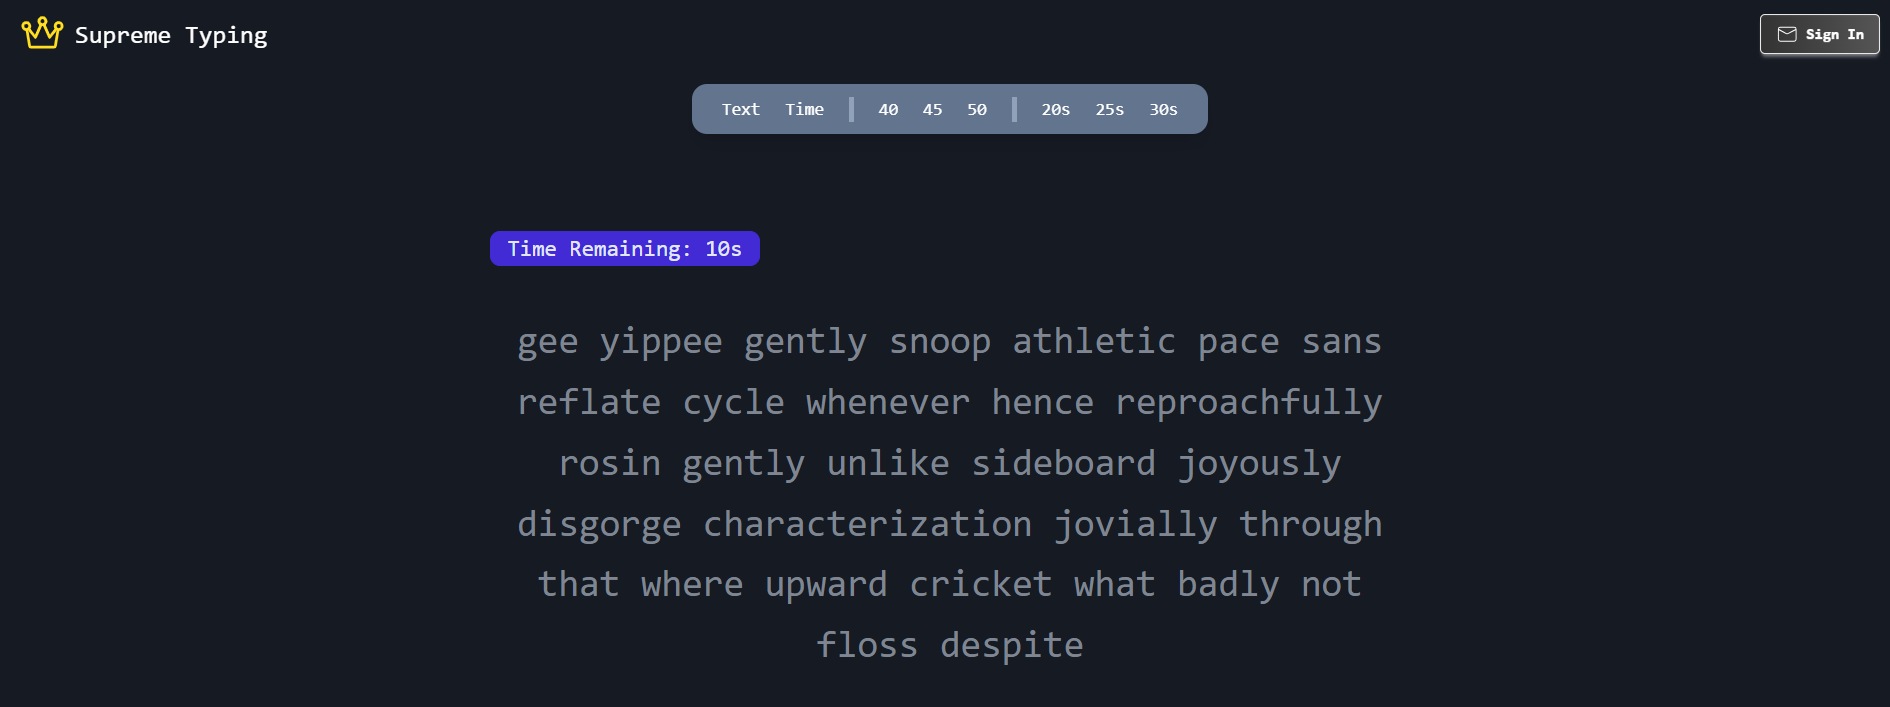 Supreme Typing
Sign In
Text Time 40 45 50 20s 25s 30s
Time Remaining: 10s
gee yippee gently snoop athletic pace sans
reflate cycle whenever hence reproachfully
rosin gently unlike sideboard joyously
disgorge characterization jovially through
that where upward cricket what badly not
floss despite